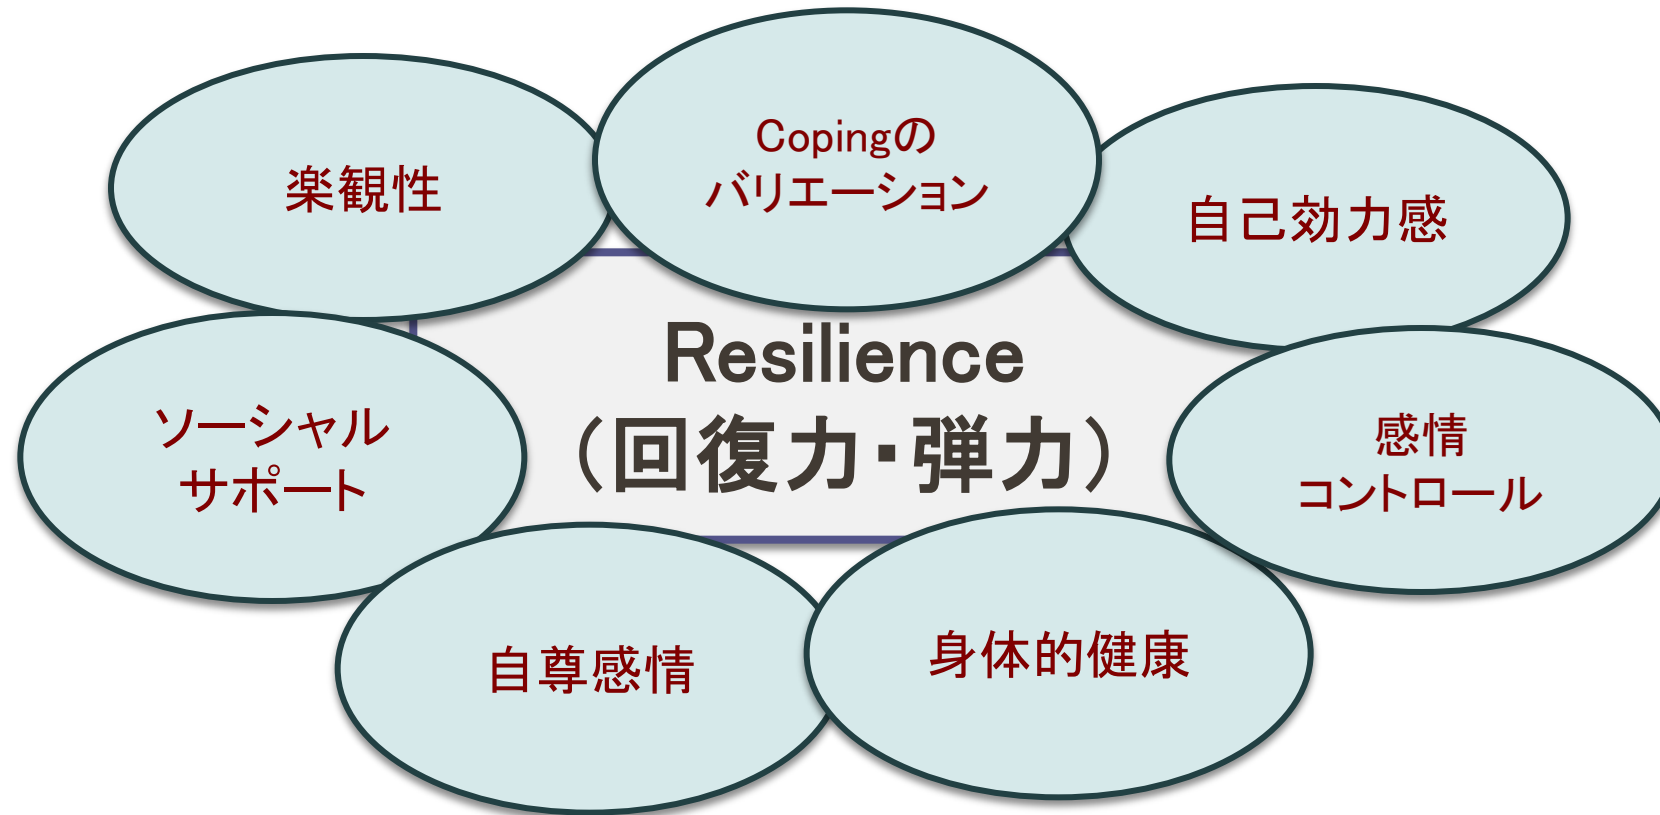 楽観性
Copingの
バリエーション
自己効力感
Resilience
（回復力・弾力）
ソーシャル
サポート
感情
コントロール
自尊感情
身体的健康